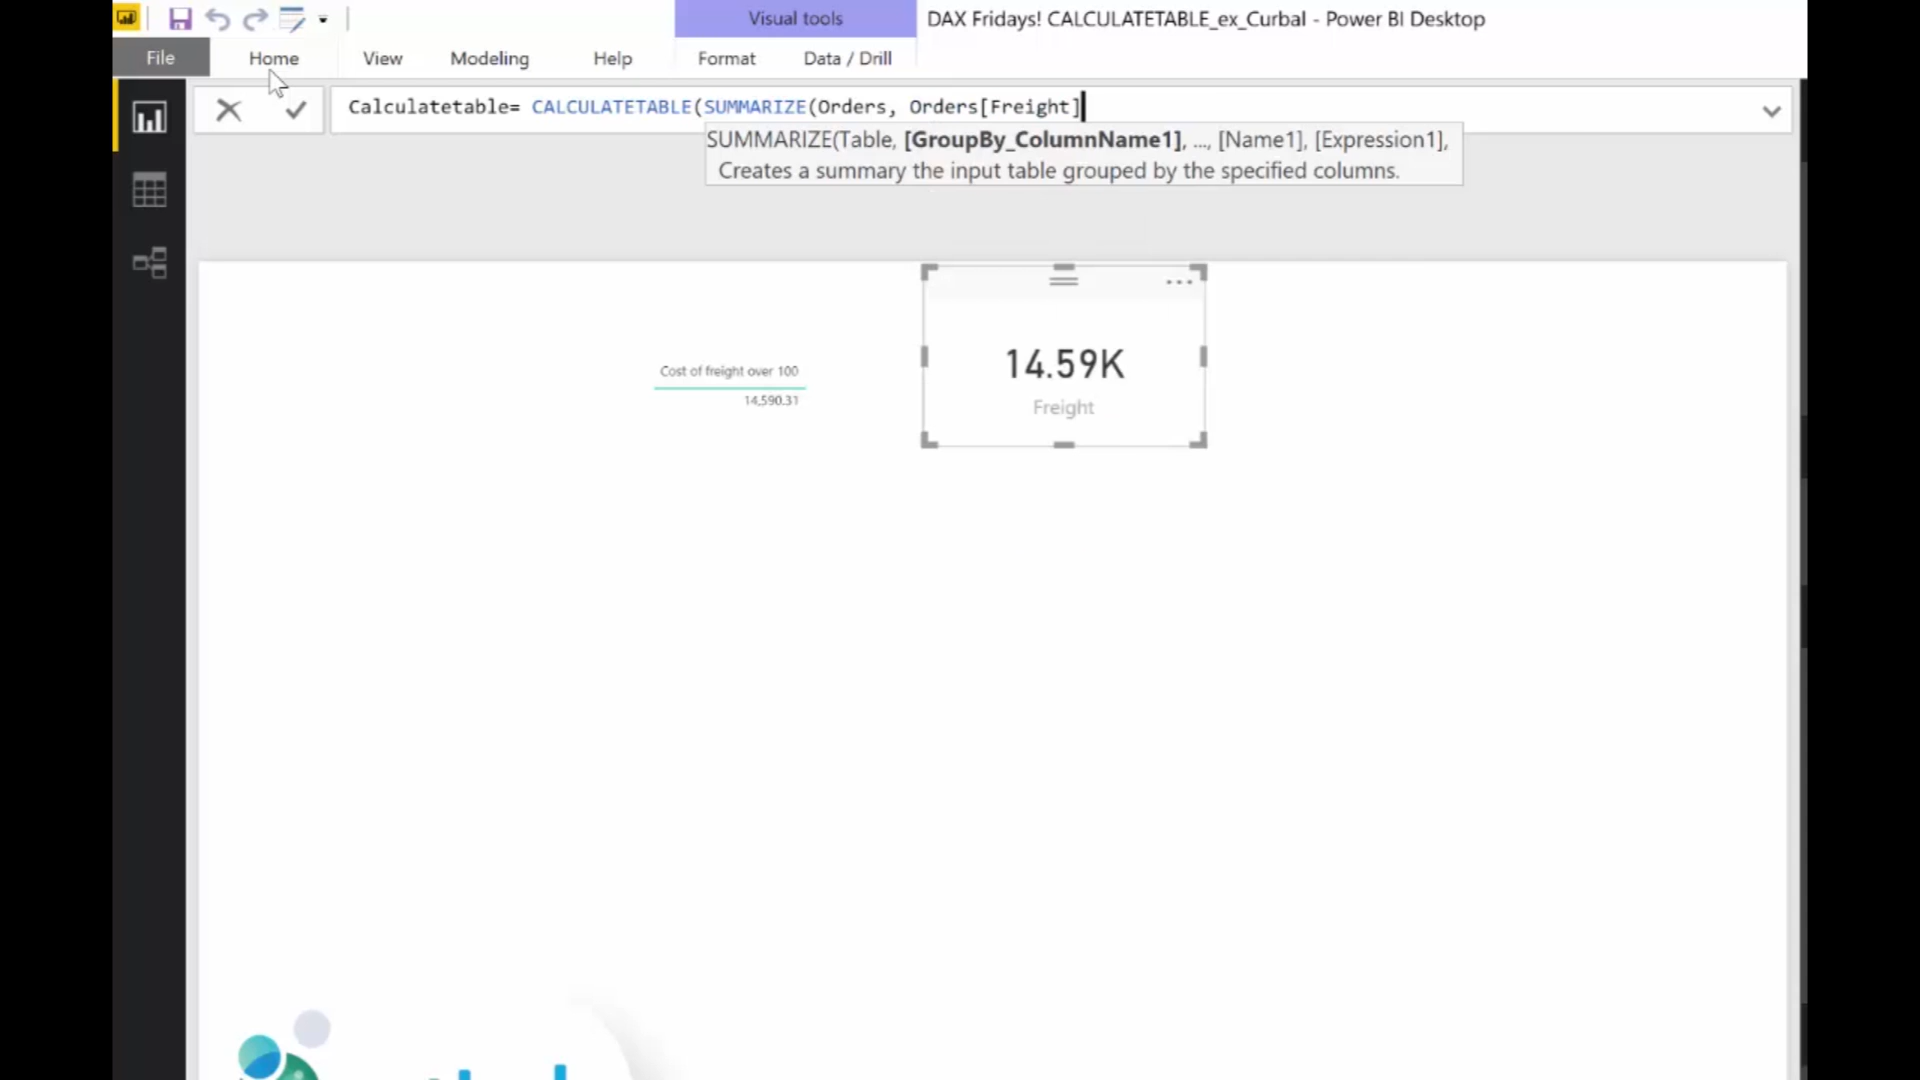 Visual tools
DAX Fridays! CALCULATETABLE_ex_Curbal - Power BI Desktop
File Home View Modeling Help Format Data / Drill
Calculatetable= CALCULATETABLE(SUMMARIZE(Orders, Orders[Freight]
SUMMARIZE(Table, [GroupBy_ColumnName1], ..., [Name1], [Expression1],
Creates a summary the input table grouped by the specified columns.
Cost of freight over 100
14,590.31
14.59K
Freight